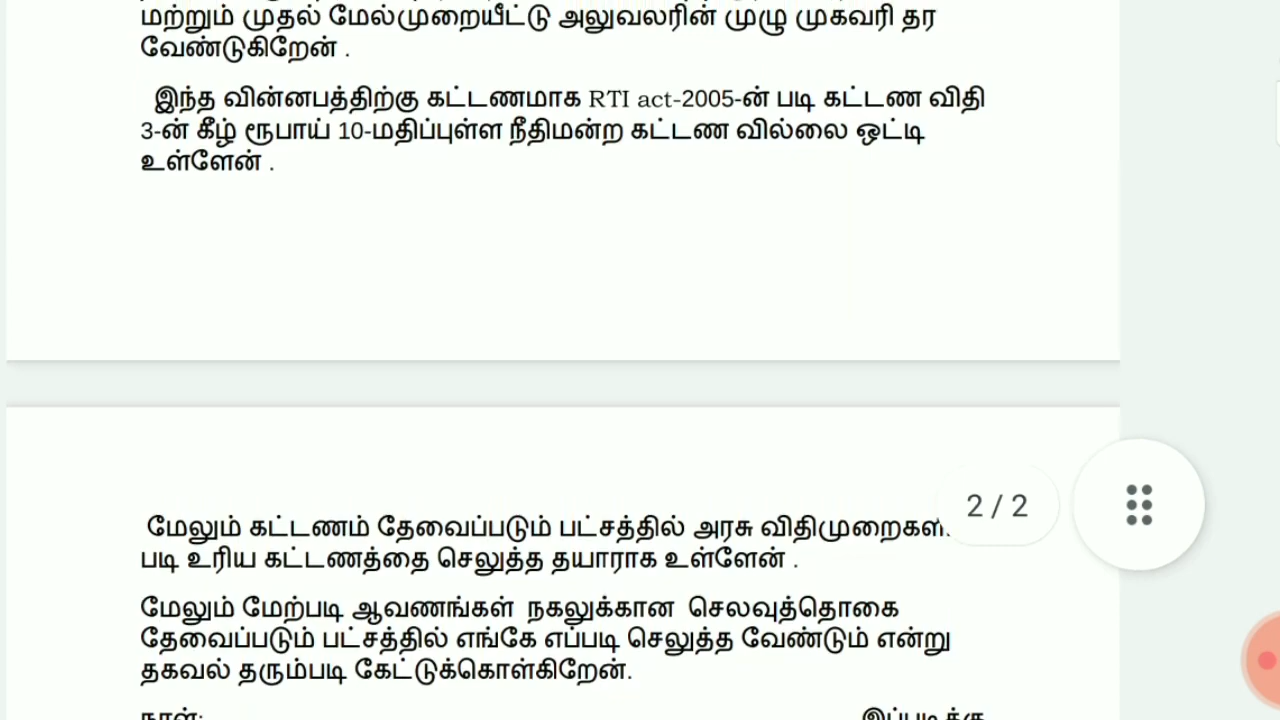 மற்றும் முதல் மேல்முறையீட்டு அலுவலரின் முழு முகவரி தர
வேண்டுகிறேன் .
இந்த வின்னபத்திற்கு கட்டணமாக RTI act-2005-ன் படி கட்டண விதி
3-ன் கீழ் ரூபாய் 10-மதிப்புள்ள நீதிமன்ற கட்டண வில்லை ஒட்டி
உள்ளேன் .
2 / 2
மேலும் கட்டணம் தேவைப்படும் பட்சத்தில் அரசு
படி உரிய கட்டணத்தை செலுத்த தயாராக உள்ளேன் .
மேலும் மேற்படி ஆவணங்கள் நகலுக்கான செலவுத்தொகை
தேவைப்படும் பட்சத்தில் எங்கே எப்படி செலுத்த வேண்டும் என்று
தகவல் தரும்படி கேட்டுக்கொள்கிறேன்.
நாள்: இப்படிக்கு